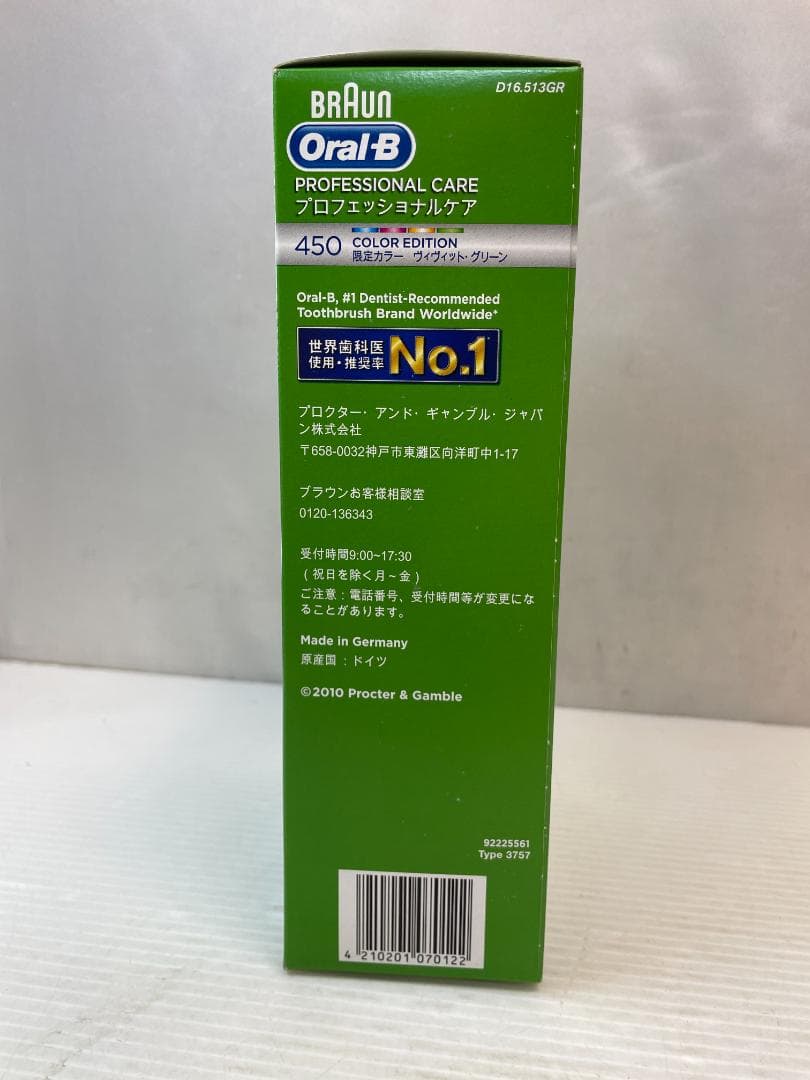 D16.513GR
BRAUN
Oral-B
PROFESSIONAL CARE
プロフェッショナルケア
450 COLOR EDITION
限定カラー ヴィヴィット・グリーン
Oral-B, #1 Dentist-Recommended
Toothbrush Brand Worldwide*
世界歯科医
使用・推奨率
No.1
プロクター・アンド・ギャンブル・ジャパ
ン株式会社
〒658-0032神戸市東灘区向洋町中1-17
ブラウンお客様相談室
0120-136343
受付時間9:00~17:30
(祝日を除く月~金)
ご注意:電話番号、受付時間等が変更にな
ることがあります。
Made in Germany
原産国:ドイツ
©2010 Procter & Gamble
92225561
Type 3757
4 210201 070122